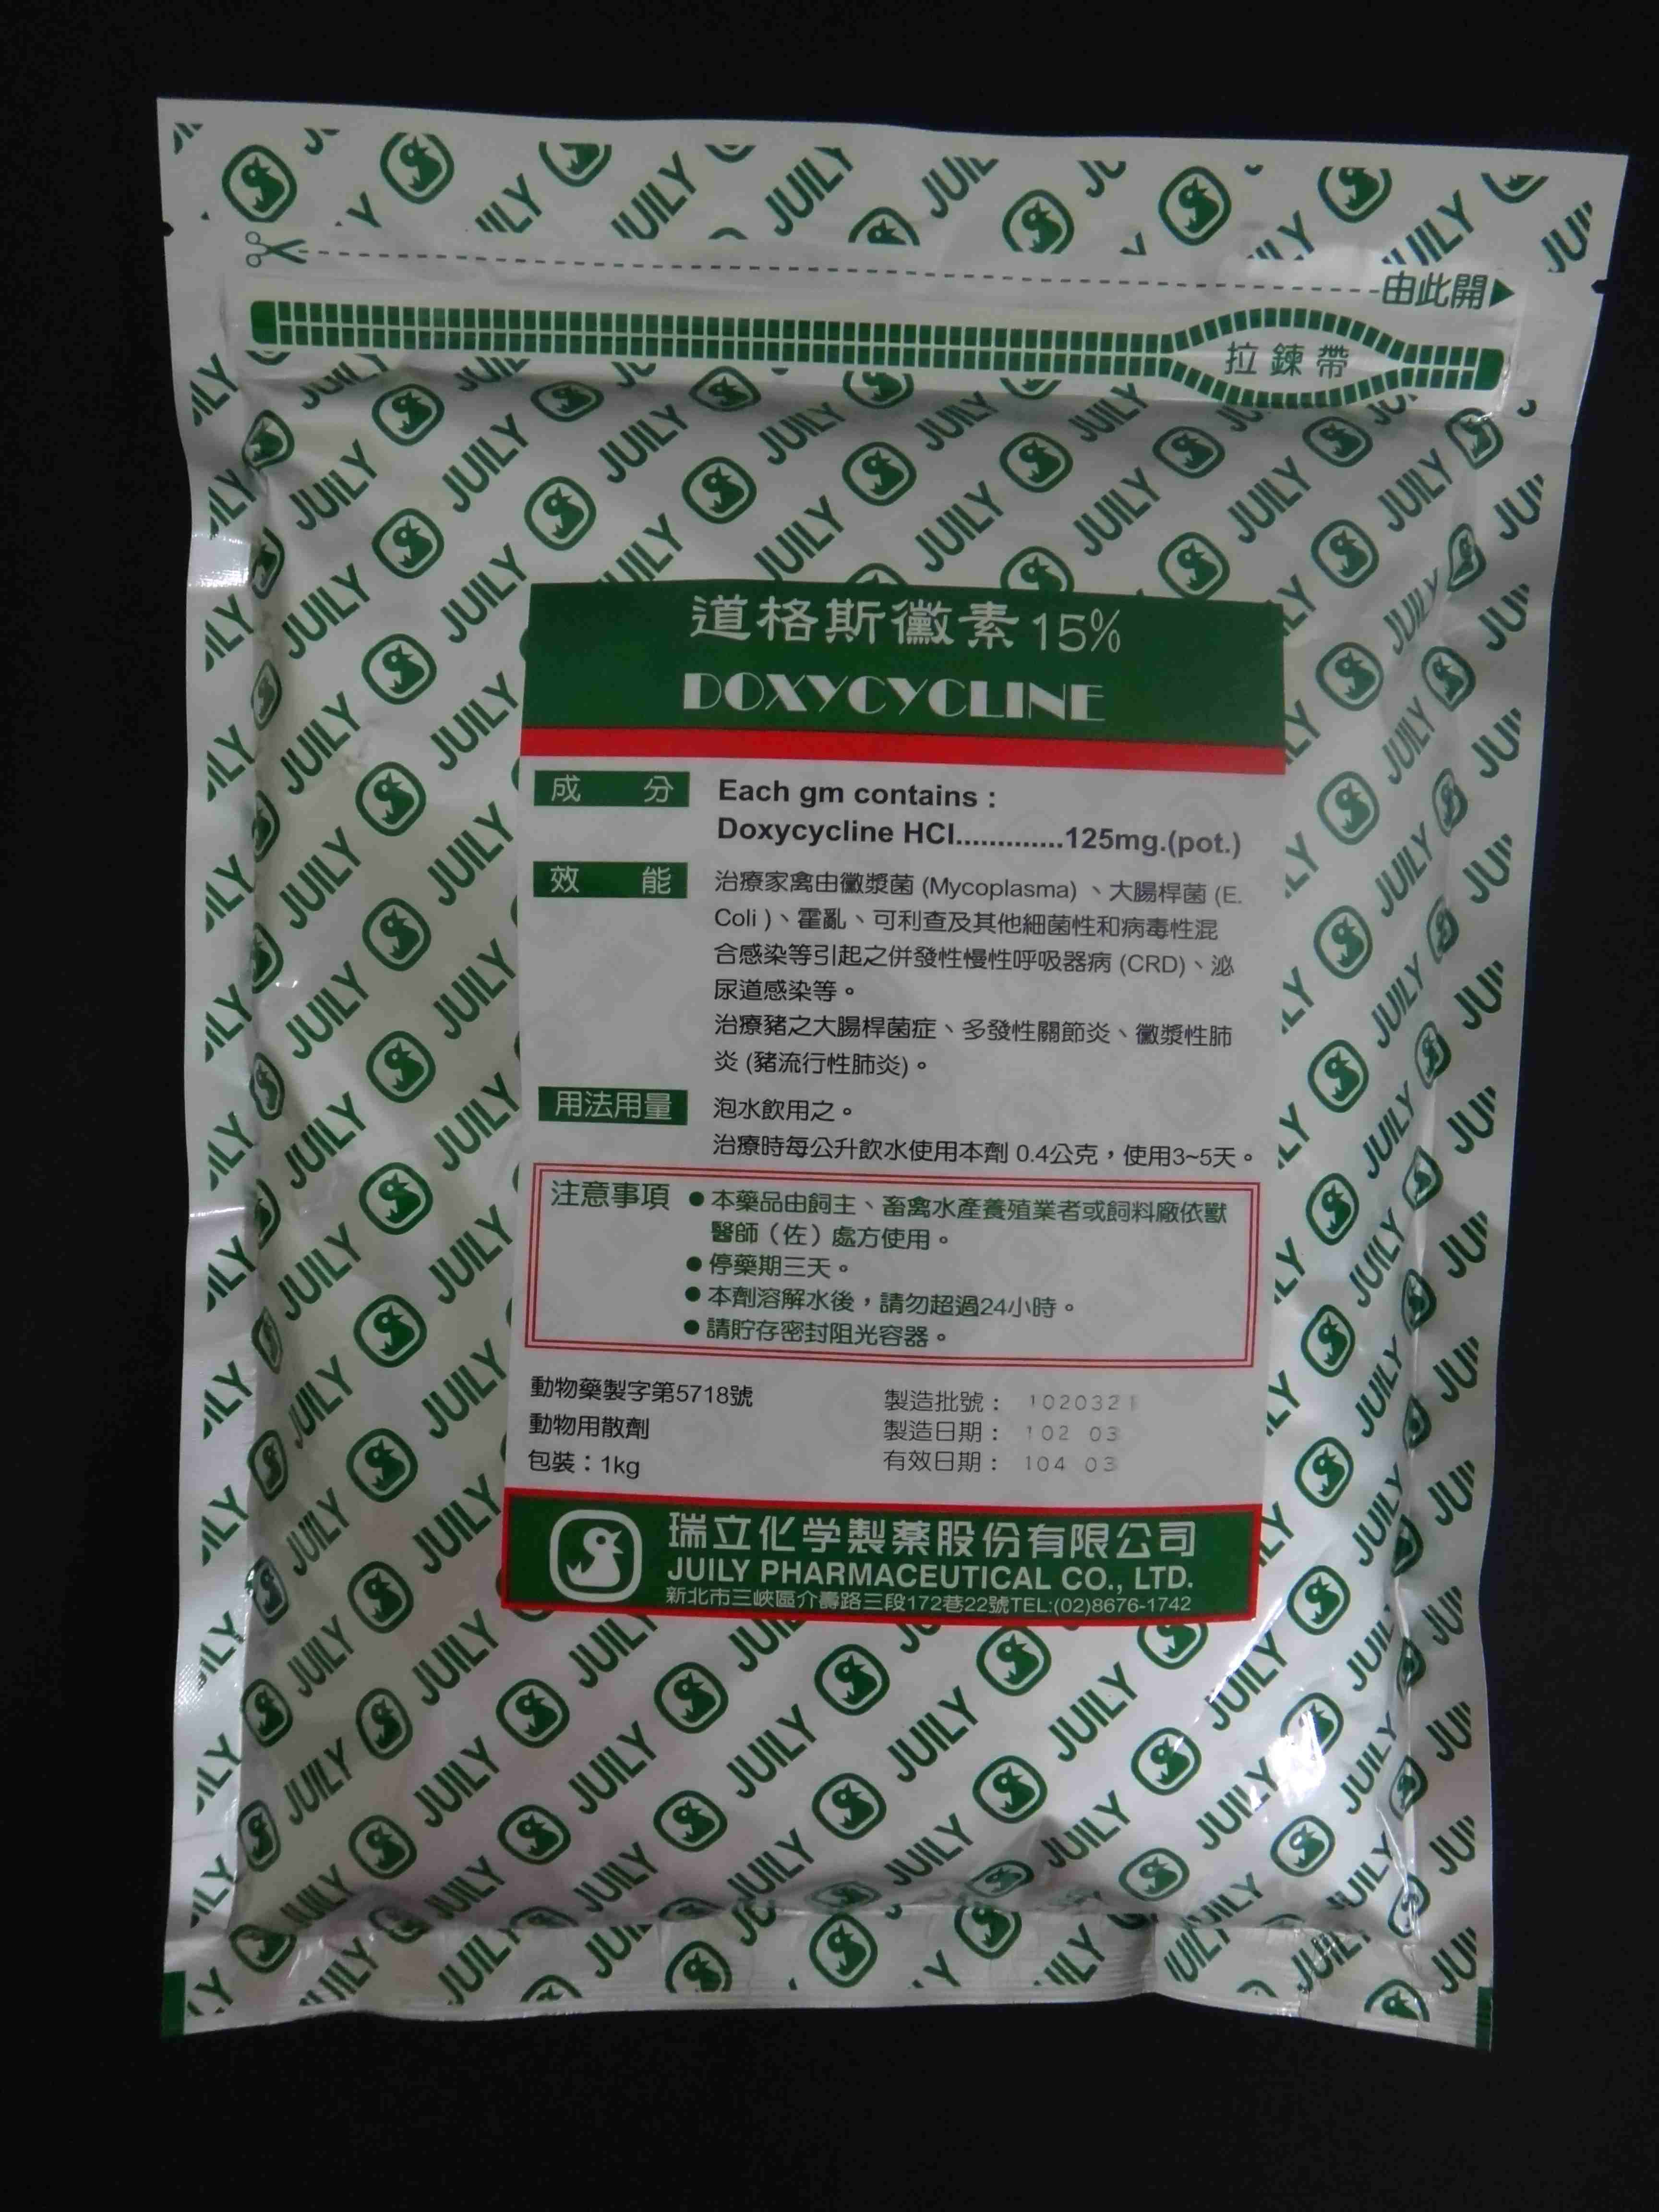 由此開
拉鍊帶
道格斯黴素15%
DOXYCYCLINE
成分 Each gm contains :
Doxycycline HCl.............125mg.(pot.)
效能 治療家禽由黴漿菌 (Mycoplasma) 、大腸桿菌 (E.
Coli )、霍亂、可利查及其他細菌性和病毒性混
合感染等引起之併發性慢性呼吸器病 (CRD)、泌
尿道感染等。
治療豬之大腸桿菌症、多發性關節炎、黴漿性肺
炎 (豬流行性肺炎)。
用法用量 泡水飲用之。
治療時每公升飲水使用本劑 0.4公克，使用3~5天。
注意事項 ●本藥品由飼主、畜禽水產養殖業者或飼料廠依獸
醫師（佐）處方使用。
●停藥期三天。
●本劑溶解水後，請勿超過24小時。
●請貯存密封阻光容器。
動物藥製字第5718號 製造批號： 1020321
動物用散劑 製造日期： 102 03
包裝：1kg 有效日期： 104 03
瑞立化学製薬股份有限公司
JUILY PHARMACEUTICAL CO., LTD.
新北市三峽區介壽路三段172巷22號TEL:(02)8676-1742
JUILY